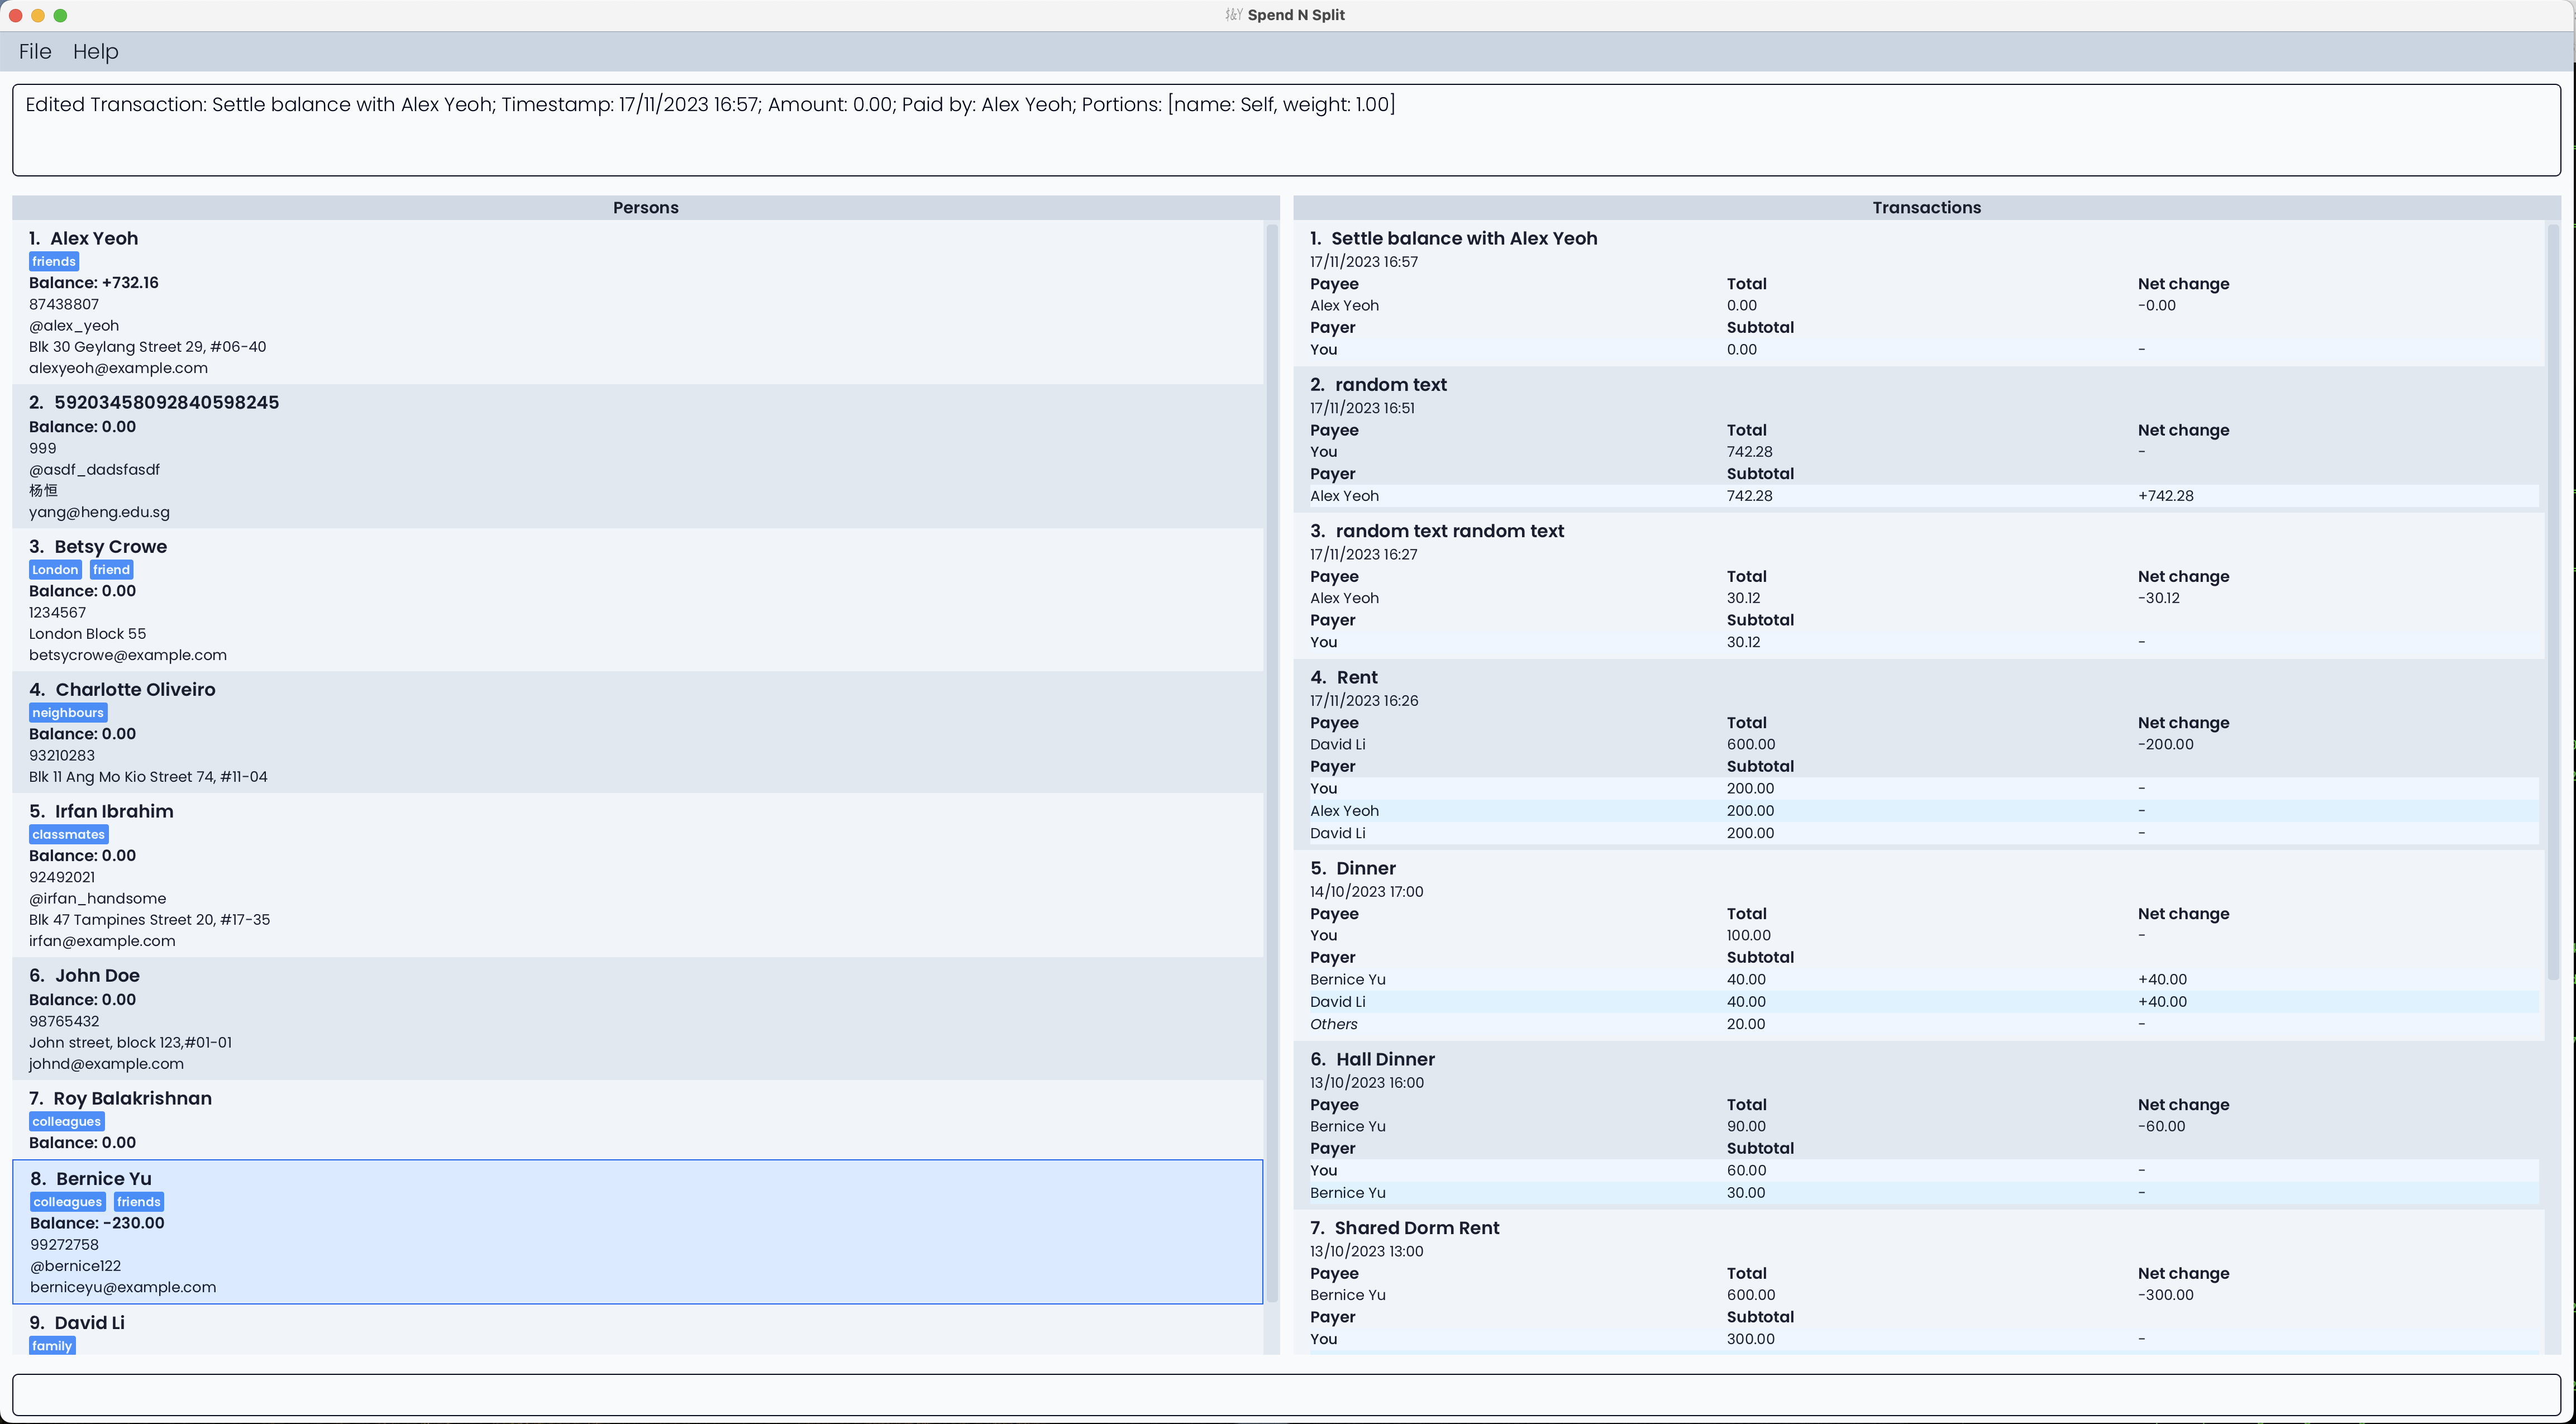 Spend N Split
File Help
Edited Transaction: Settle balance with Alex Yeoh; Timestamp: 17/11/2023 16:57; Amount: 0.00; Paid by: Alex Yeoh; Portions: [name: Self, weight: 1.00]
Persons
1. Alex Yeoh
friends
Balance: +732.16
87438807
@alex_yeoh
Blk 30 Geylang Street 29, #06-40
alexyeoh@example.com
2. 59203458092840598245
Balance: 0.00
999
@asdf_dadsfasdf
杨恒
yang@heng.edu.sg
3. Betsy Crowe
London friend
Balance: 0.00
1234567
London Block 55
betsycrowe@example.com
4. Charlotte Oliveiro
neighbours
Balance: 0.00
93210283
Blk 11 Ang Mo Kio Street 74, #11-04
5. Irfan Ibrahim
classmates
Balance: 0.00
92492021
@irfan_handsome
Blk 47 Tampines Street 20, #17-35
irfan@example.com
6. John Doe
Balance: 0.00
98765432
John street, block 123,#01-01
johnd@example.com
7. Roy Balakrishnan
colleagues
Balance: 0.00
8. Bernice Yu
colleagues friends
Balance: -230.00
99272758
@bernice122
berniceyu@example.com
9. David Li
family
Transactions
1. Settle balance with Alex Yeoh
17/11/2023 16:57
Payee Total Net change
Alex Yeoh 0.00 -0.00
Payer Subtotal
You 0.00 -
2. random text
17/11/2023 16:51
Payee Total Net change
You 742.28 -
Payer Subtotal
Alex Yeoh 742.28 +742.28
3. random text random text
17/11/2023 16:27
Payee Total Net change
Alex Yeoh 30.12 -30.12
Payer Subtotal
You 30.12 -
4. Rent
17/11/2023 16:26
Payee Total Net change
David Li 600.00 -200.00
Payer Subtotal
You 200.00 -
Alex Yeoh 200.00 -
David Li 200.00 -
5. Dinner
14/10/2023 17:00
Payee Total Net change
You 100.00 -
Payer Subtotal
Bernice Yu 40.00 +40.00
David Li 40.00 +40.00
Others 20.00 -
6. Hall Dinner
13/10/2023 16:00
Payee Total Net change
Bernice Yu 90.00 -60.00
Payer Subtotal
You 60.00 -
Bernice Yu 30.00 -
7. Shared Dorm Rent
13/10/2023 13:00
Payee Total Net change
Bernice Yu 600.00 -300.00
Payer Subtotal
You 300.00 -